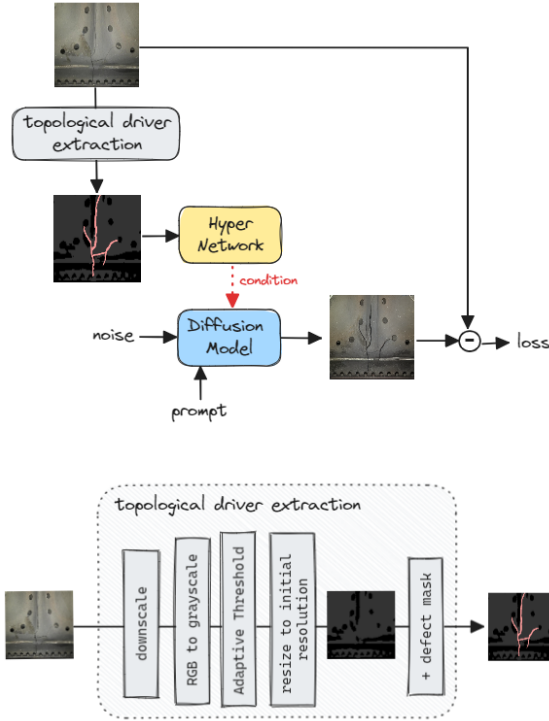 topological driver
extraction
Hyper
Network
condition
noise
Diffusion
Model
-
loss
prompt
topological driver extraction
downscale
RGB to grayscale
Adaptive Threshold
resize to initial
resolution
+ defect mask